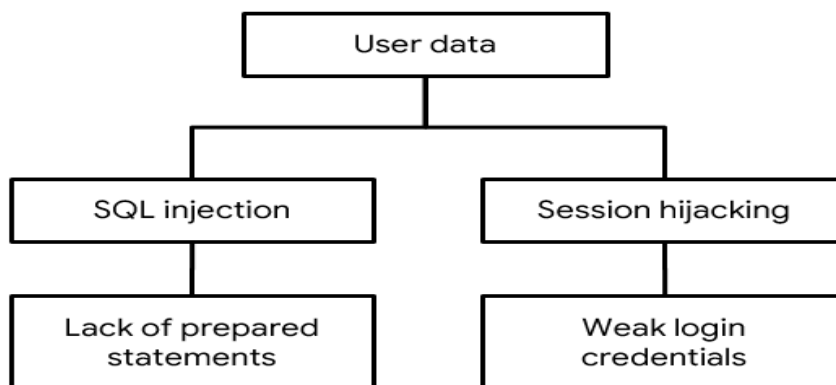 User data
SQL injection
Session hijacking
Lack of prepared
statements
Weak login
credentials